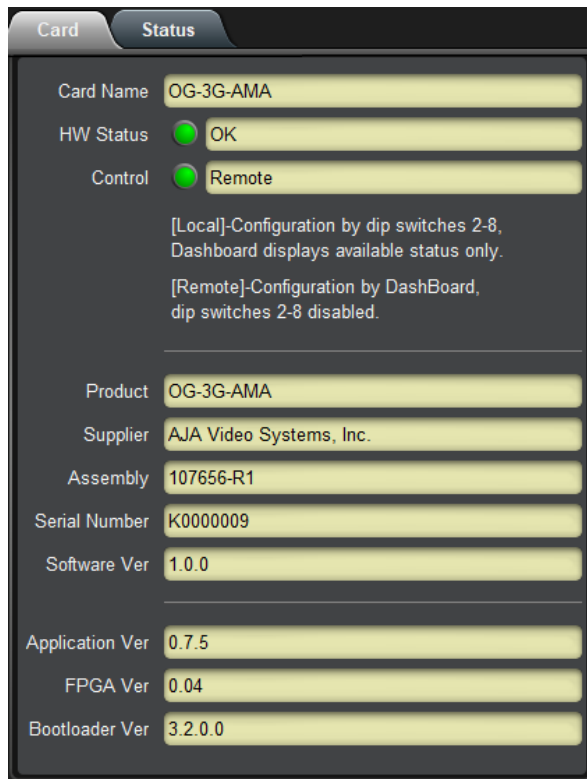 Card Status
Card Name OG-3G-AMA
HW Status OK
Control Remote
[Local]-Configuration by dip switches 2-8,
Dashboard displays available status only.
[Remote]-Configuration by DashBoard,
dip switches 2-8 disabled.
Product OG-3G-AMA
Supplier AJA Video Systems, Inc.
Assembly 107656-R1
Serial Number K0000009
Software Ver 1.0.0
Application Ver 0.7.5
FPGA Ver 0.04
Bootloader Ver 3.2.0.0